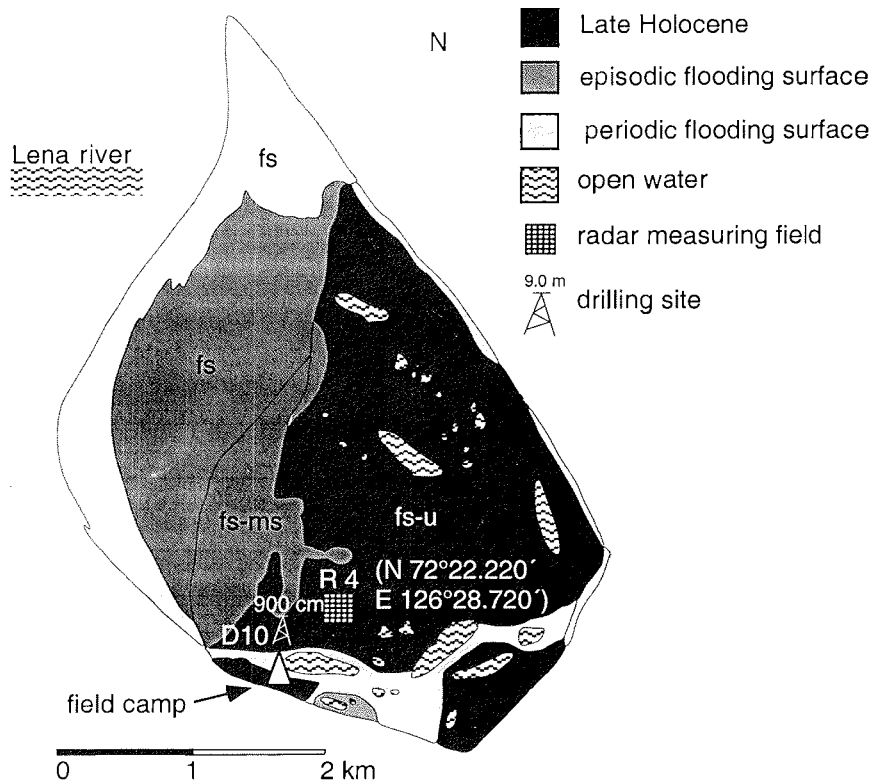 N
Late Holocene
episodic flooding surface
periodic flooding surface
open water
radar measuring field
9.0 m
drilling site
Lena river
fs
fs
fs-ms
fs-u
R 4
(N 72°22.220´
E 126°28.720´)
900 cm
D10
field camp
0 1 2 km